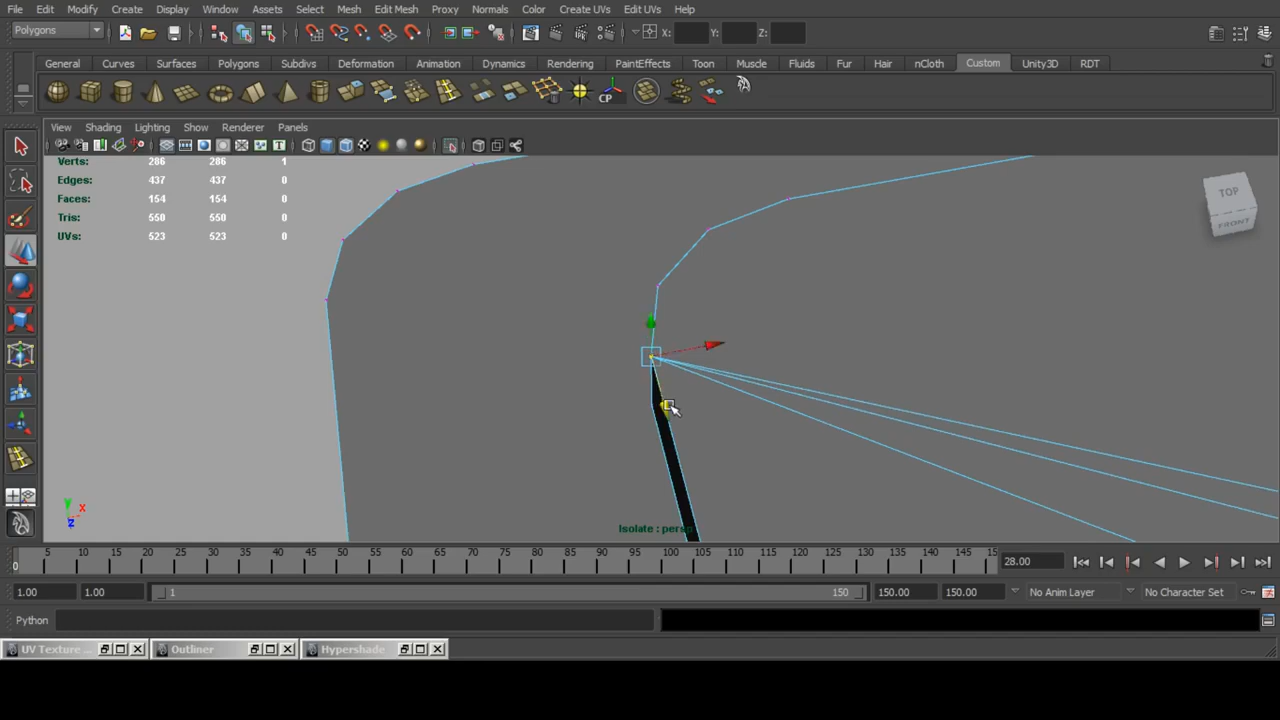 File Edit Modify Create Display Window Assets Select Mesh Edit Mesh Proxy Normals Color Create UVs Edit UVs Help
Polygons X: Y: Z:
General Curves Surfaces Polygons Subdivs Deformation Animation Dynamics Rendering PaintEffects Toon Muscle Fluids Fur Hair nCloth Custom Unity3D RDT
CP
View Shading Lighting Show Renderer Panels
Verts: 286 286 1
Edges: 437 437 0
Faces: 154 154 0
Tris: 550 550 0
UVs: 523 523 0
TOP
FRONT
y x z
Isolate : persp
0 5 10 15 20 25 30 35 40 45 50 55 60 65 70 75 80 85 90 95 100 105 110 115 120 125 130 135 140 145 15 28.00
1.00 1.00 1 150 150.00 150.00 No Anim Layer No Character Set
Python
UV Texture ... Outliner Hypershade